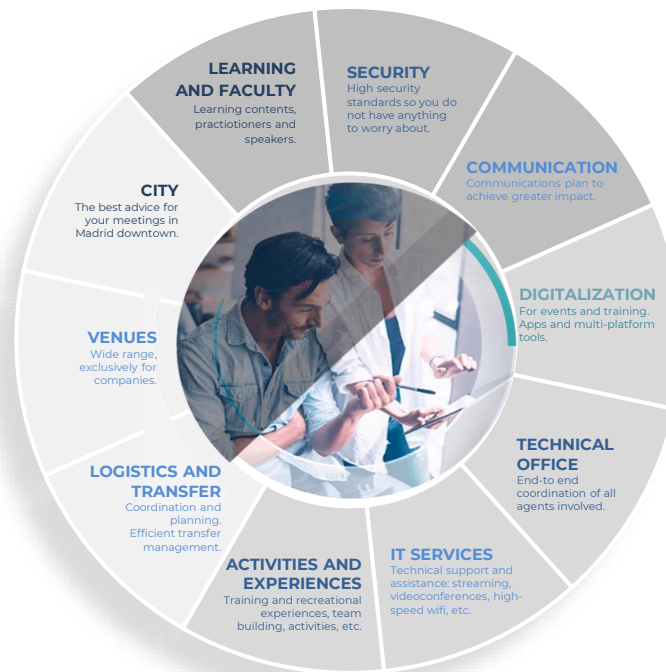 LEARNING
AND FACULTY
Learning contents,
practiotioners and
speakers.
SECURITY
High security
standards so you do
not have anything
to worry about.
COMMUNICATION
Communications plan to
achieve greater impact.
CITY
The best advice for
your meetings in
Madrid downtown.
DIGITALIZATION
For events and training.
Apps and multi-platform
tools.
VENUES
Wide range,
exclusively for
companies.
TECHNICAL
OFFICE
End-to end
coordination of all
agents involved.
LOGISTICS AND
TRANSFER
Coordination and
planning.
Efficient transfer
management.
IT SERVICES
Technical support and
assistance: streaming,
videoconferences, high-
speed wifi, etc.
ACTIVITIES AND
EXPERIENCES
Training and recreational
experiences, team
building, activities, etc.